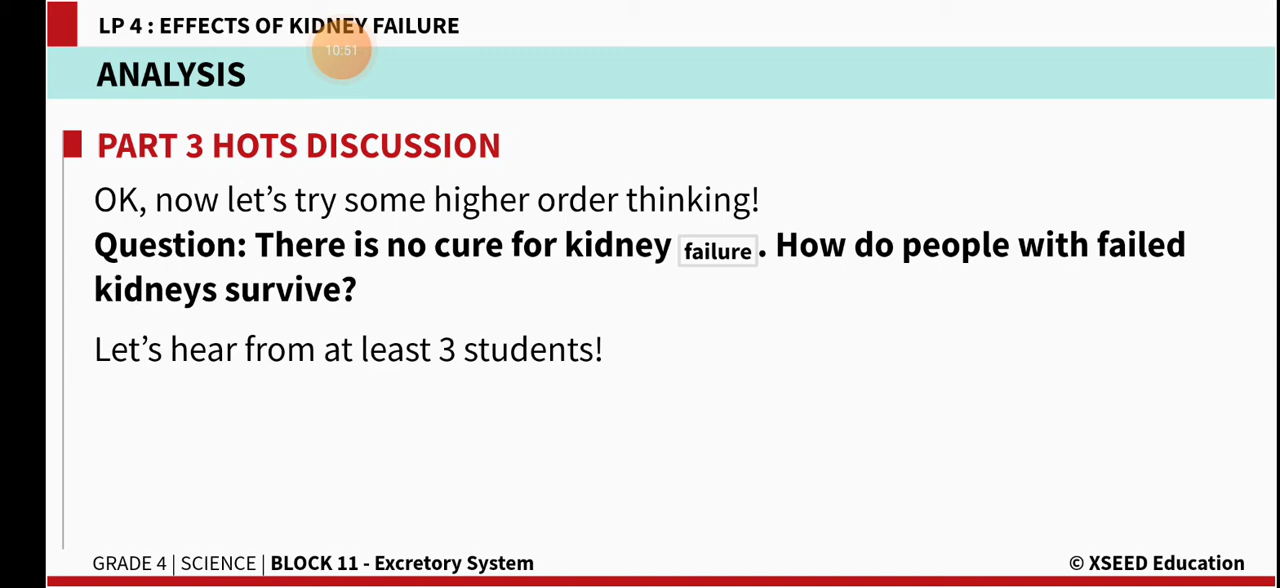 LP 4 : EFFECTS OF KIDNEY FAILURE
10:51
ANALYSIS
PART 3 HOTS DISCUSSION
OK, now let’s try some higher order thinking!
Question: There is no cure for kidney failure. How do people with failed
kidneys survive?
Let’s hear from at least 3 students!
GRADE 4 | SCIENCE | BLOCK 11 - Excretory System
© XSEED Education